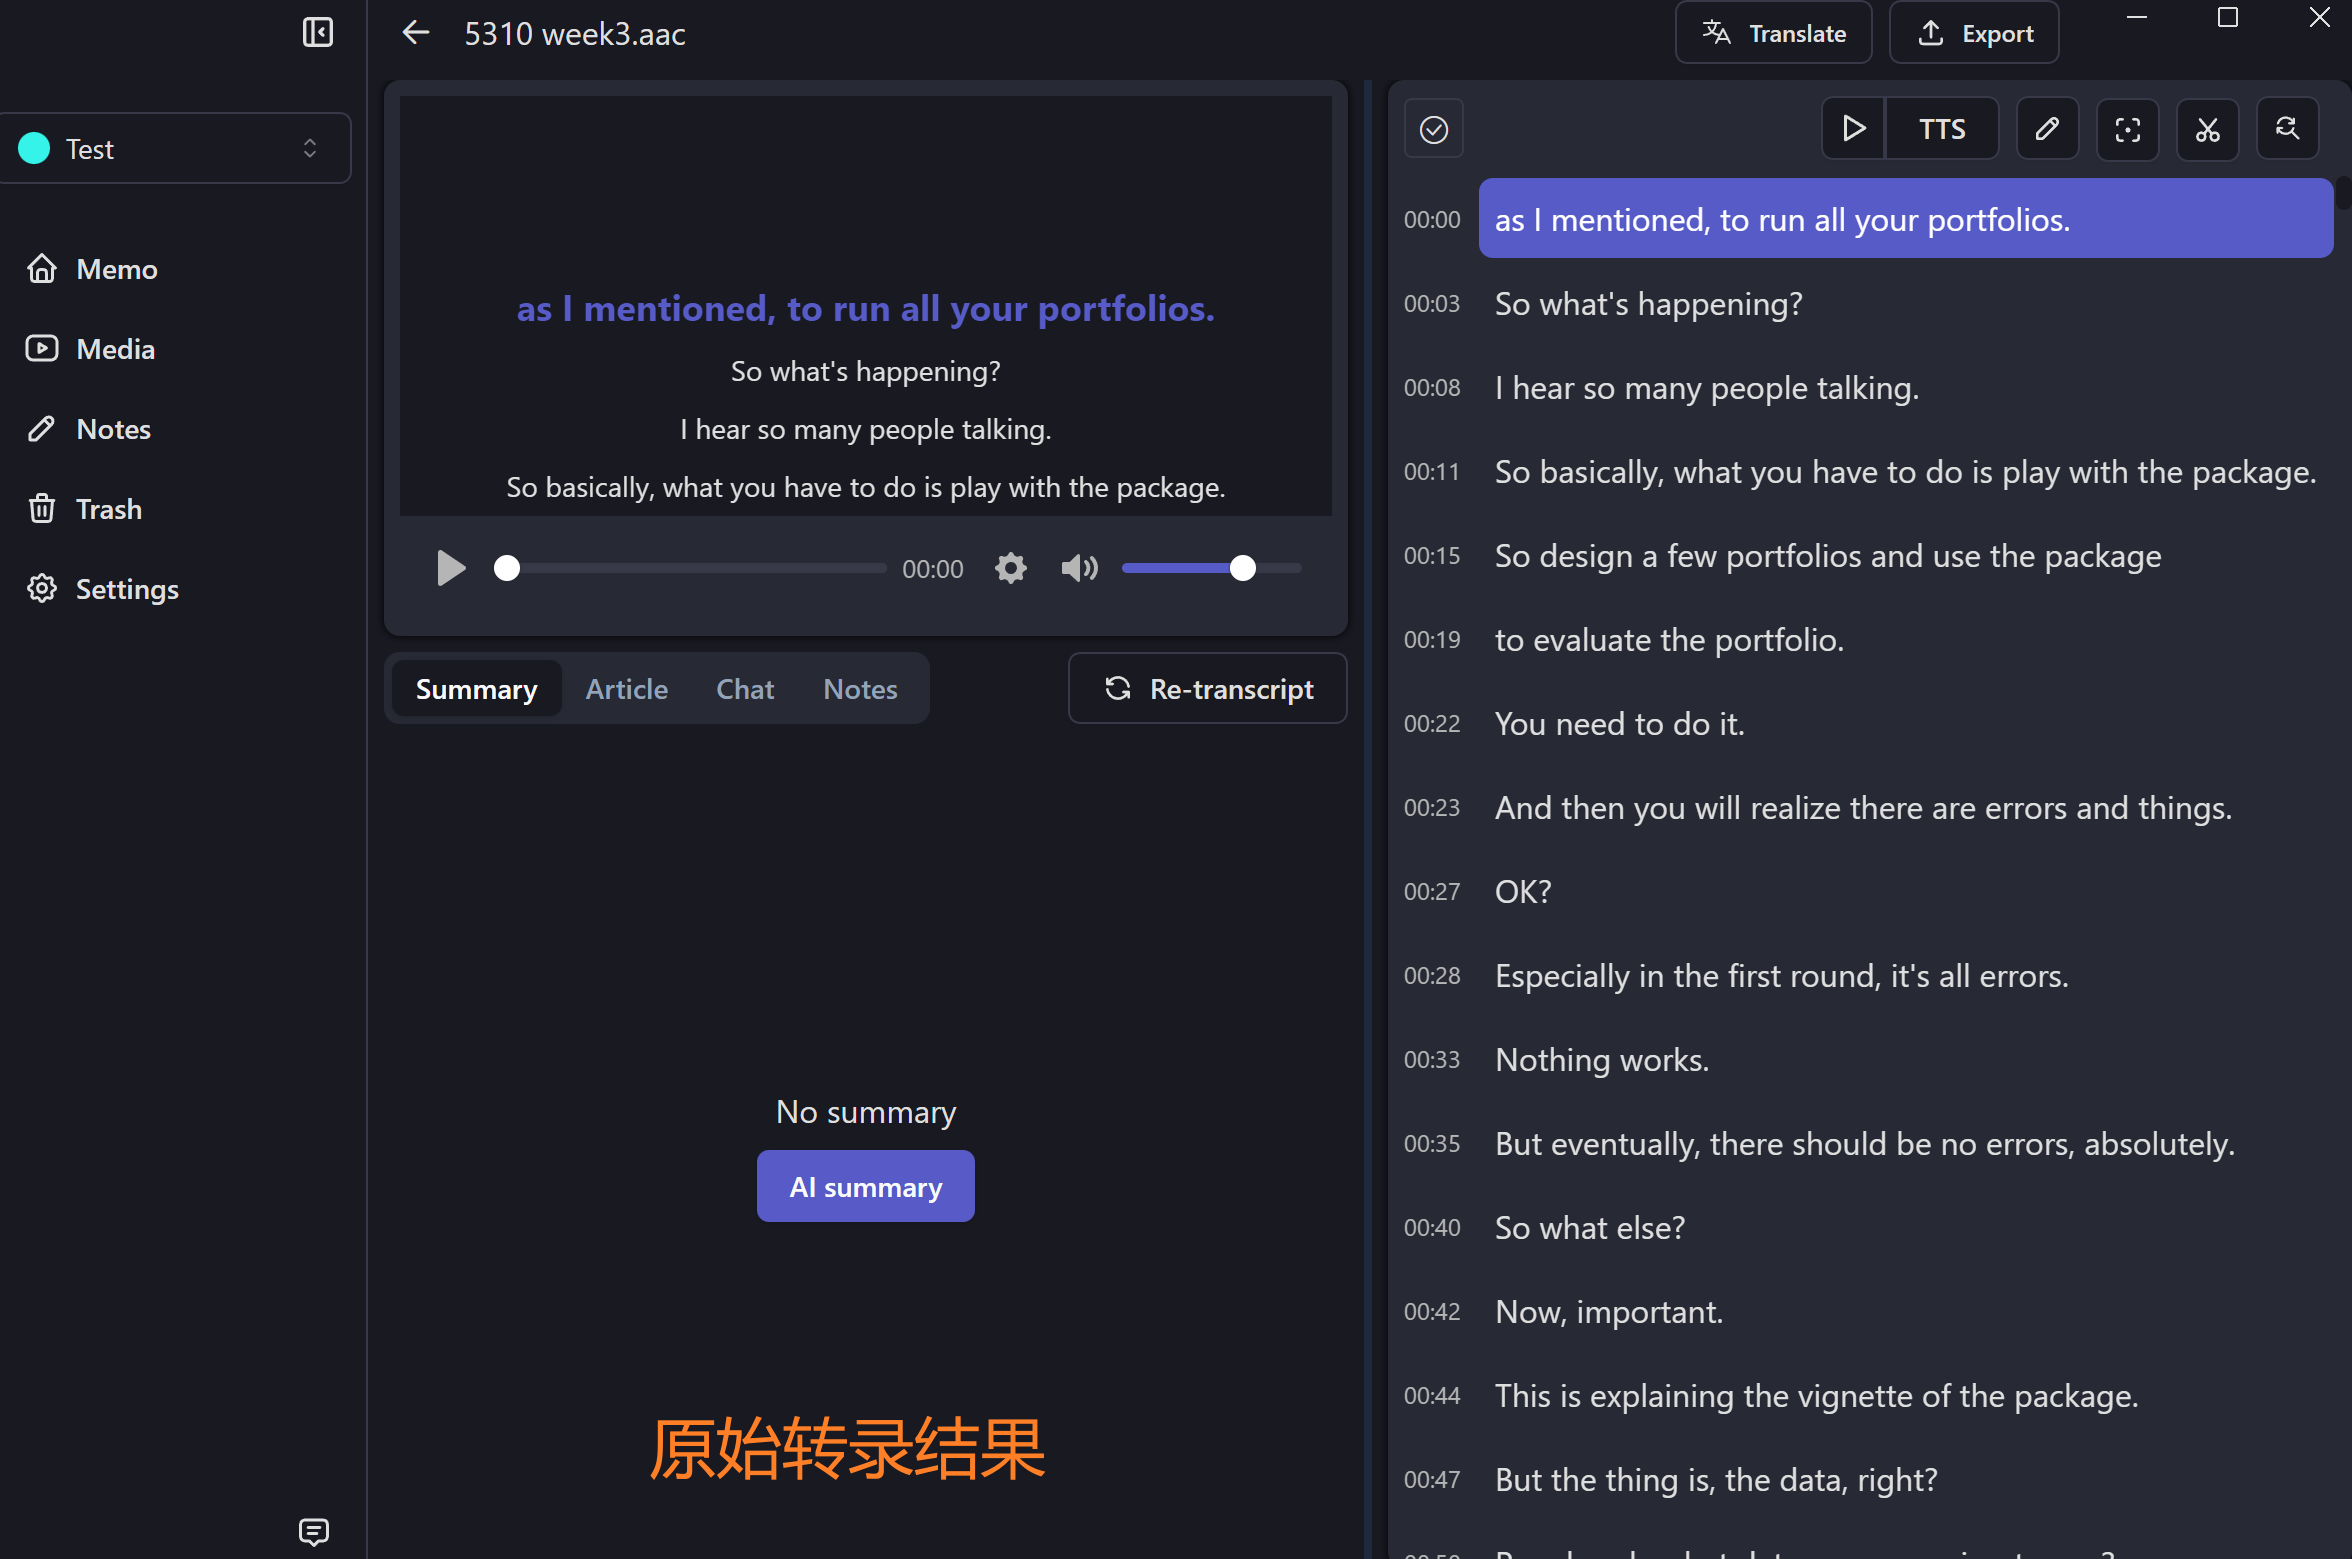 5310 week3.aac
Translate
Export
Test
Memo
Media
Notes
Trash
Settings
as I mentioned, to run all your portfolios.
So what's happening?
I hear so many people talking.
So basically, what you have to do is play with the package.
00:00
Summary
Article
Chat
Notes
Re-transcript
No summary
AI summary
原始转录结果
TTS
00:00 as I mentioned, to run all your portfolios.
00:03 So what's happening?
00:08 I hear so many people talking.
00:11 So basically, what you have to do is play with the package.
00:15 So design a few portfolios and use the package
00:19 to evaluate the portfolio.
00:22 You need to do it.
00:23 And then you will realize there are errors and things.
00:27 OK?
00:28 Especially in the first round, it's all errors.
00:33 Nothing works.
00:35 But eventually, there should be no errors, absolutely.
00:40 So what else?
00:42 Now, important.
00:44 This is explaining the vignette of the package.
00:47 But the thing is, the data, right?